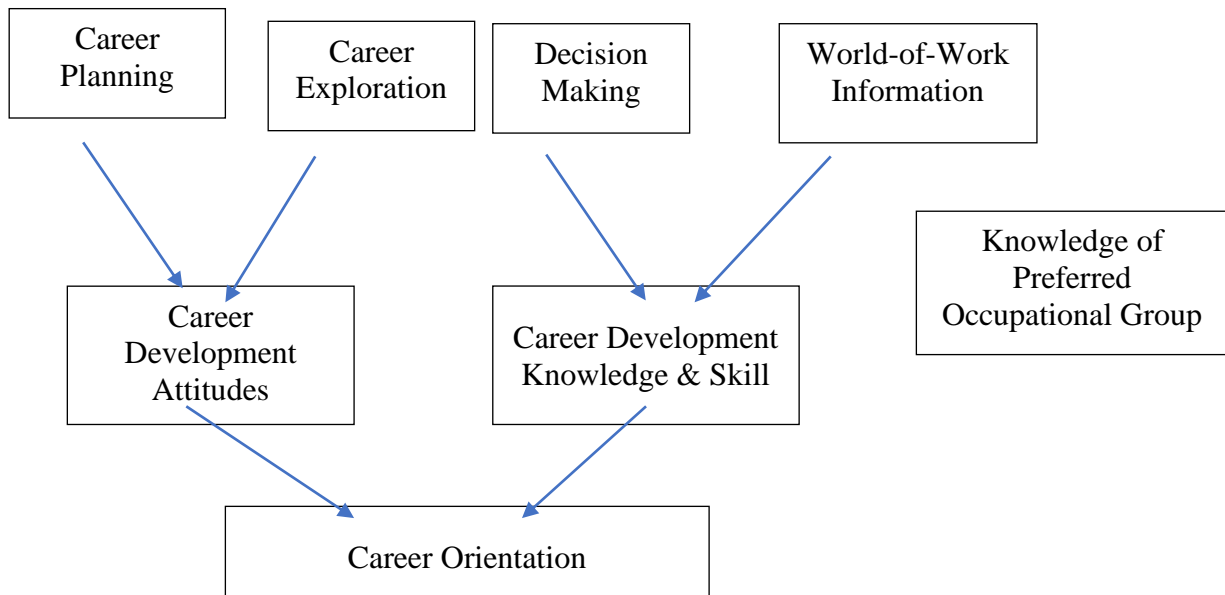 Career
Planning
Career
Exploration
Decision
Making
World-of-Work
Information
Knowledge of
Preferred
Occupational Group
Career
Development
Attitudes
Career Development
Knowledge & Skill
Career Orientation